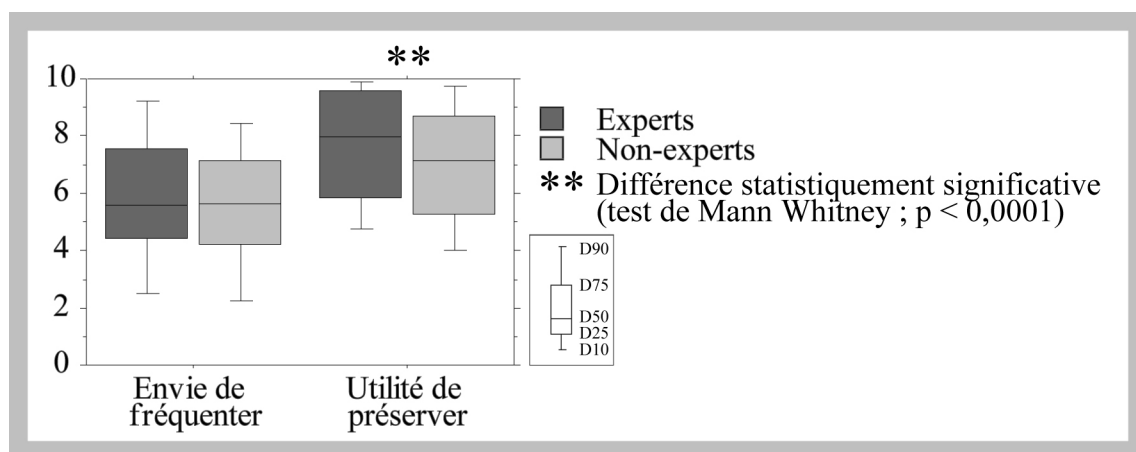 **
10
8
6
4
2
0
Envie de
fréquenter
Utilité de
préserver
Experts
Non-experts
** Différence statistiquement significative
(test de Mann Whitney ; p < 0,0001)
D90
D75
D50
D25
D10